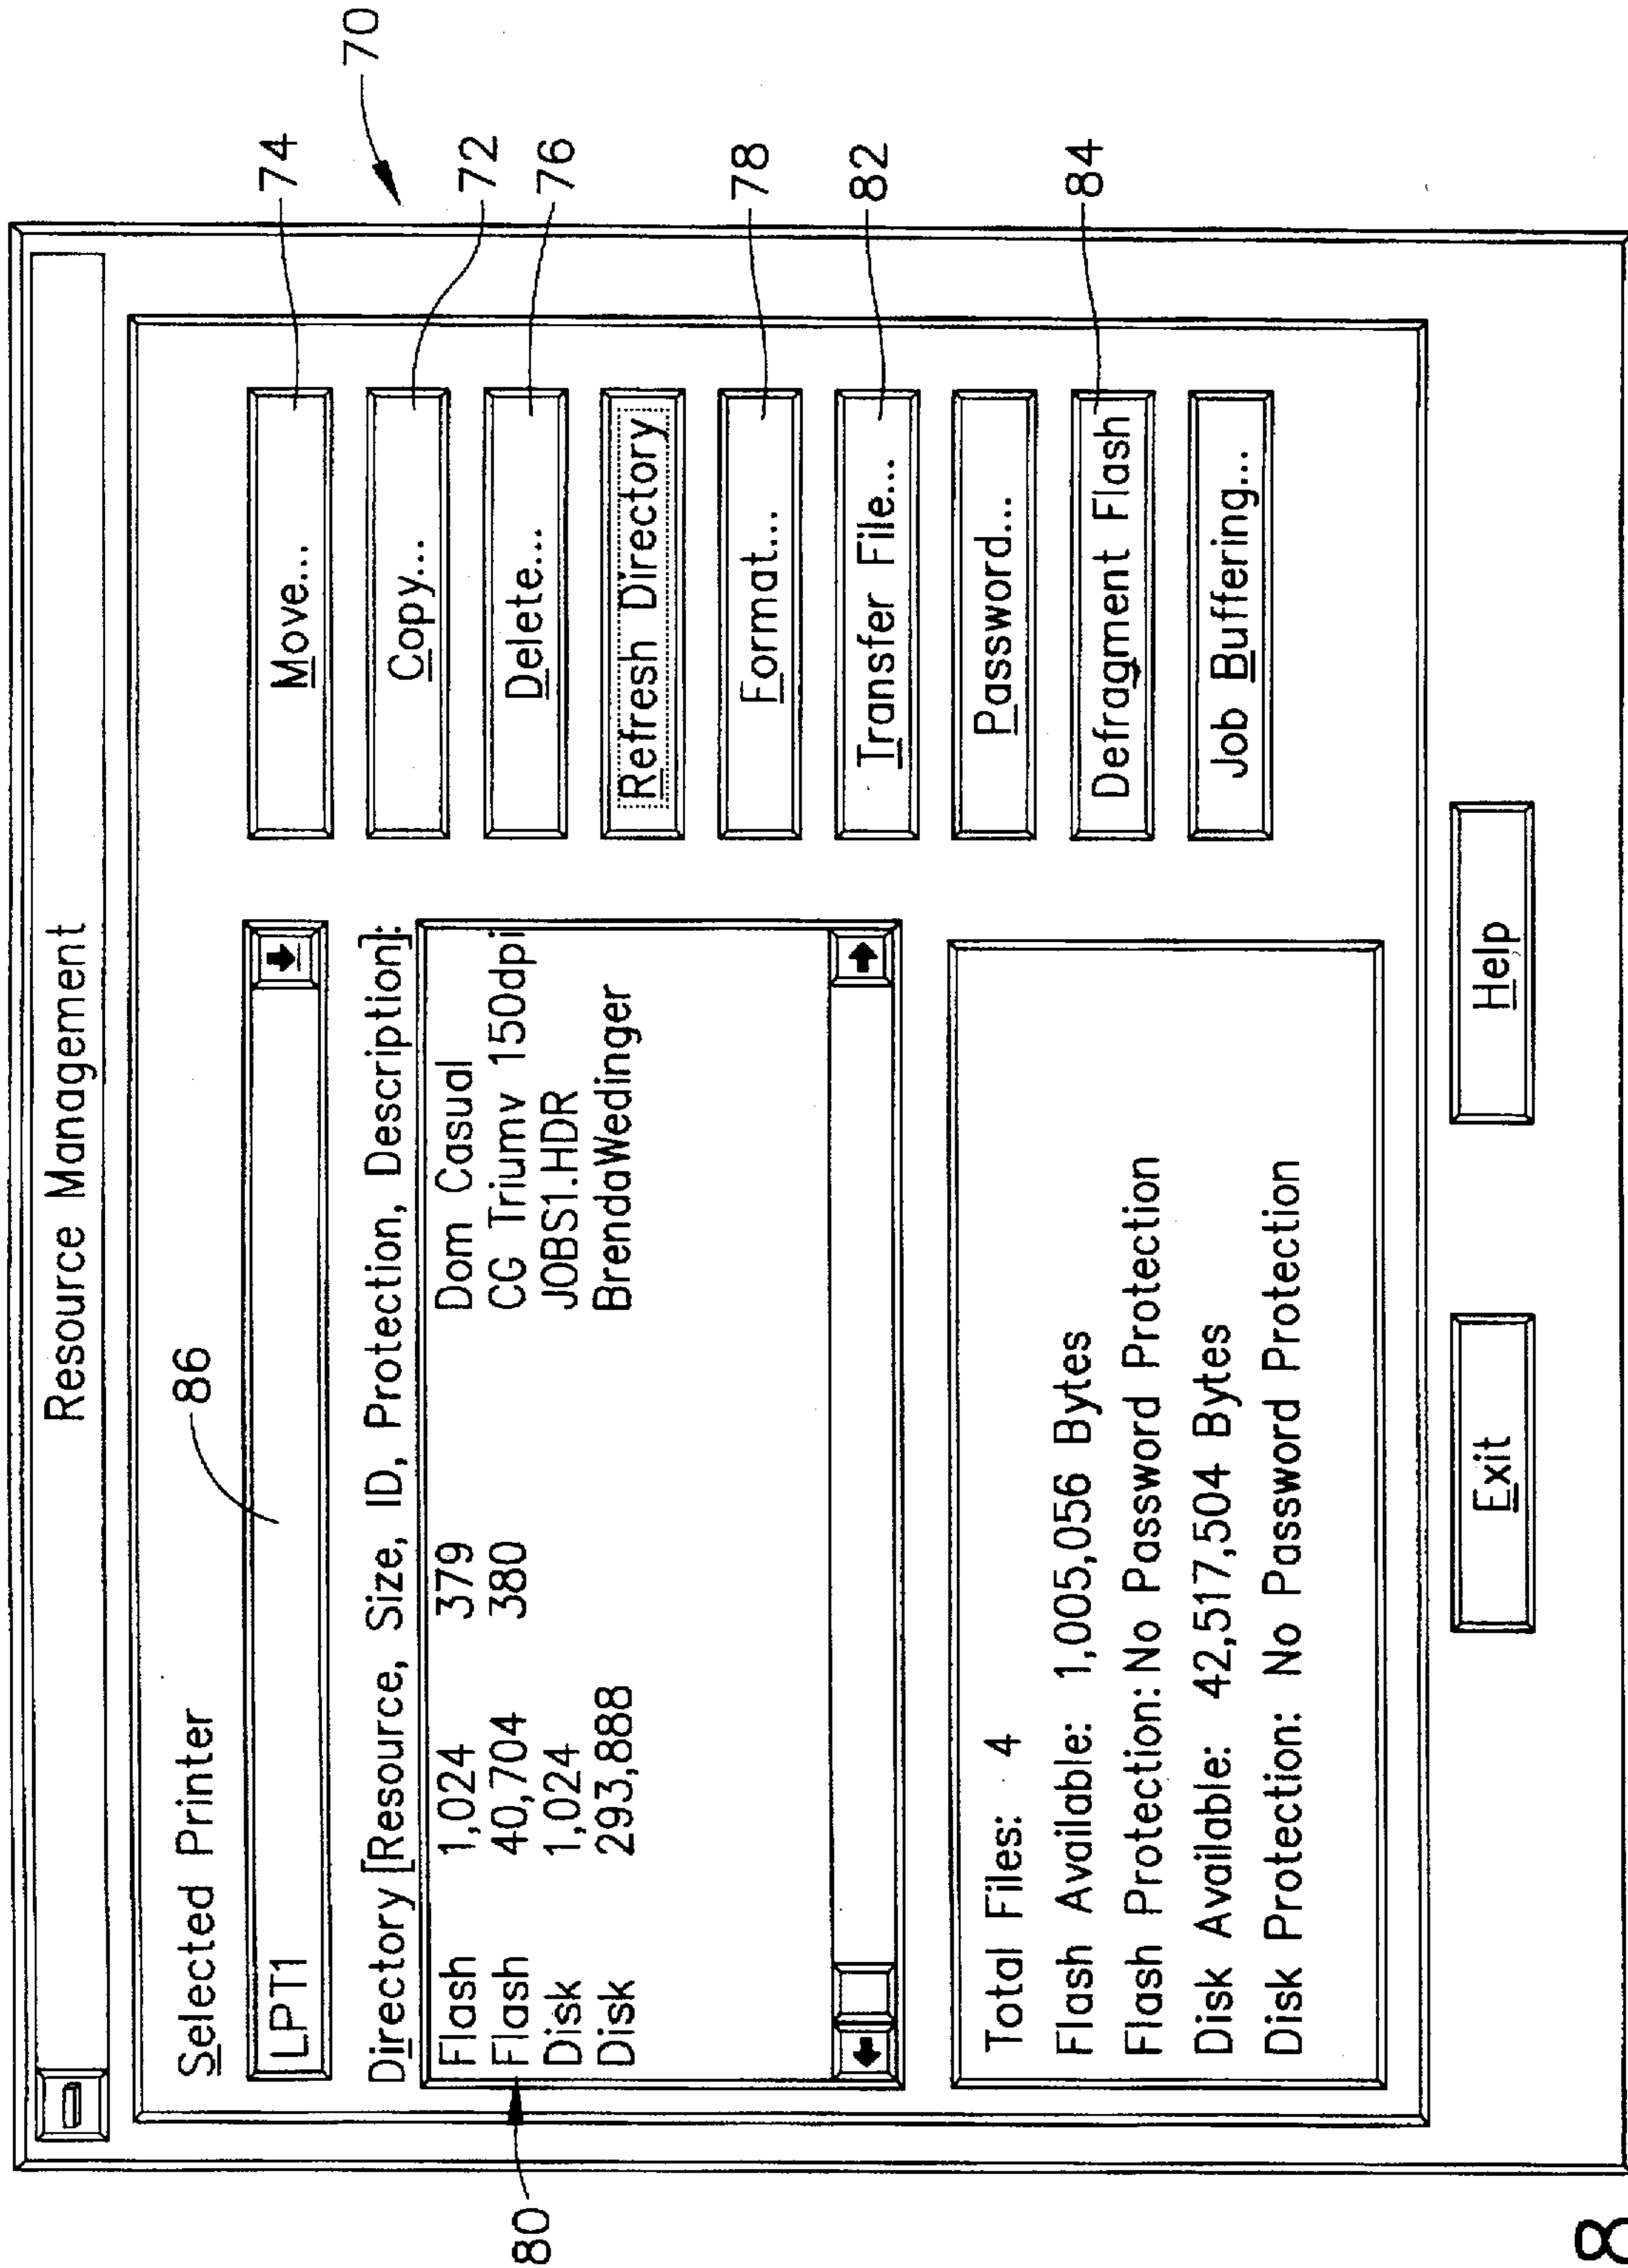 Resource Management
70
Selected Printer
86
LPT1
Directory [Resource, Size, ID, Protection, Description]:
80
Flash 1,024 379 Dom Casual
Flash 40,704 380 CG Triumv 150dpi
Disk 1,024 JOBS1.HDR
Disk 293,888 BrendaWedinger
Total Files: 4
Flash Available: 1,005,056 Bytes
Flash Protection: No Password Protection
Disk Available: 42,517,504 Bytes
Disk Protection: No Password Protection
Move... 74
Copy... 72
Delete... 76
Refresh Directory
Format... 78
Transfer File... 82
Password...
Defragment Flash 84
Job Buffering...
Exit
Help
8